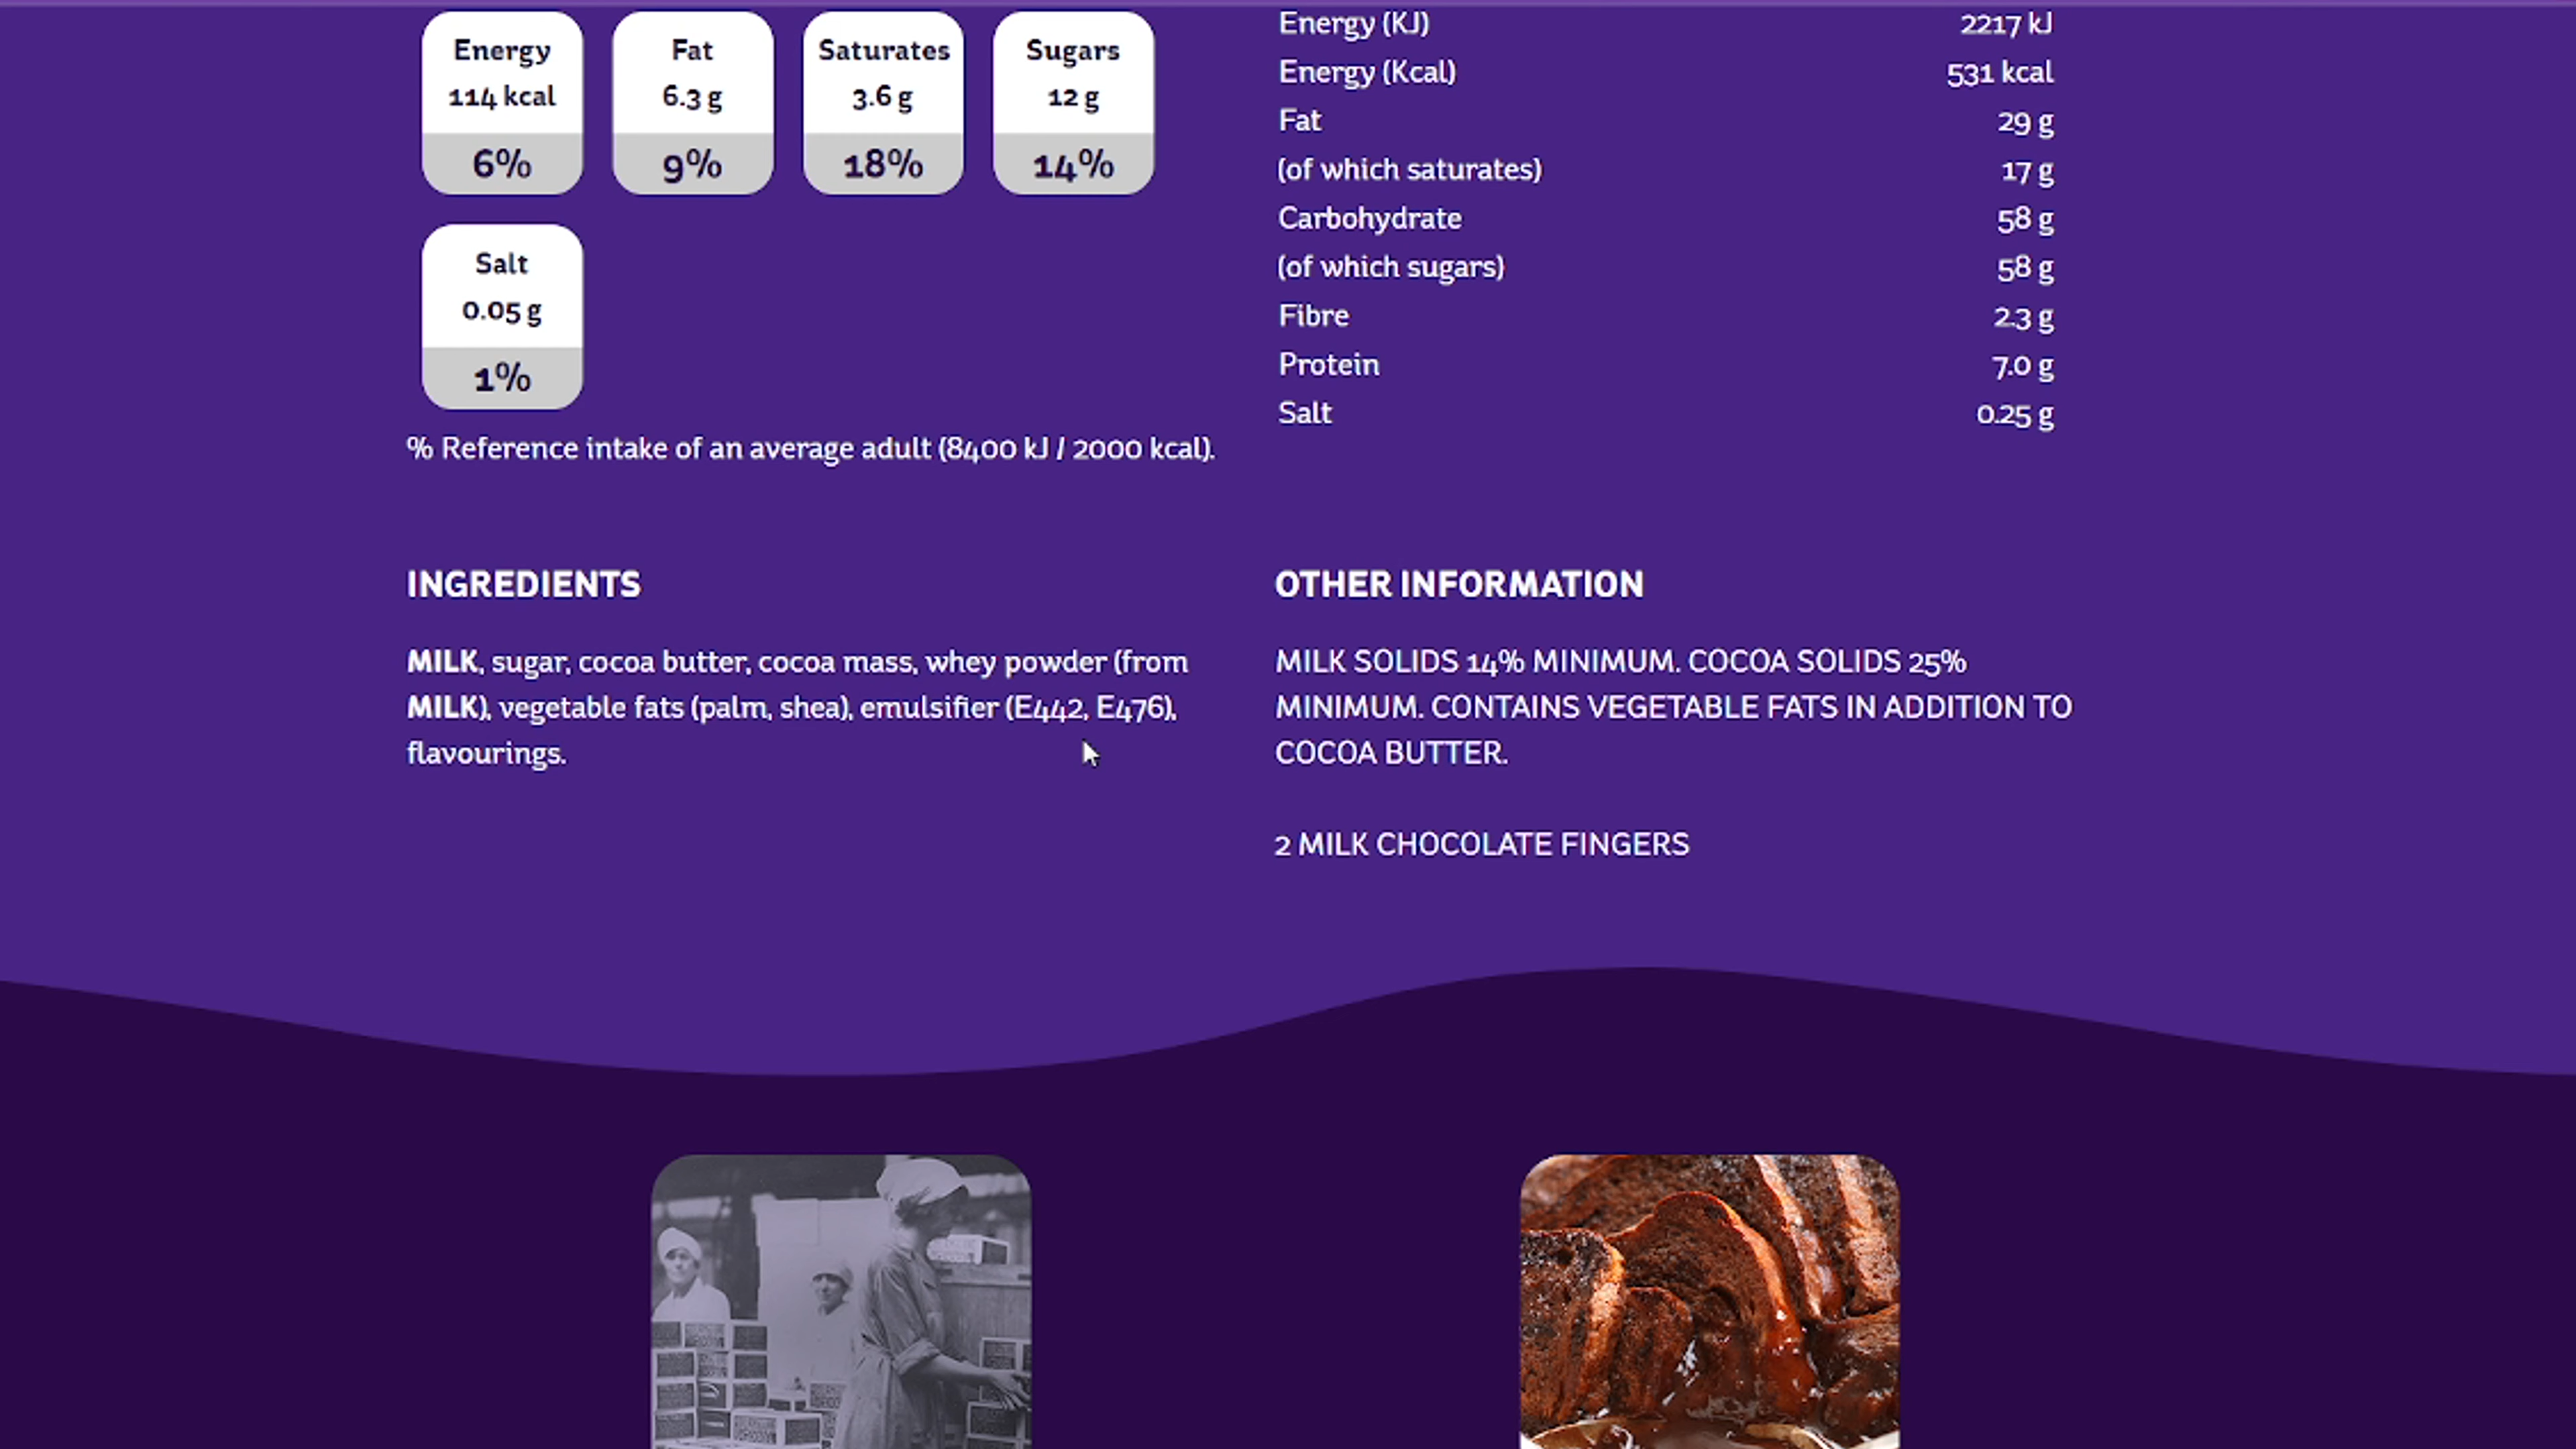 Energy
114 kcal
6%
Fat
6.3 g
9%
Saturates
3.6 g
18%
Sugars
12 g
14%
Salt
0.05 g
1%
% Reference intake of an average adult (8400 kJ / 2000 kcal).
Energy (KJ) 2217 kJ
Energy (Kcal) 531 kcal
Fat 29 g
(of which saturates) 17 g
Carbohydrate 58 g
(of which sugars) 58 g
Fibre 2.3 g
Protein 7.0 g
Salt 0.25 g
INGREDIENTS
MILK, sugar, cocoa butter, cocoa mass, whey powder (from
MILK), vegetable fats (palm, shea), emulsifier (E442, E476),
flavourings.
OTHER INFORMATION
MILK SOLIDS 14% MINIMUM. COCOA SOLIDS 25%
MINIMUM. CONTAINS VEGETABLE FATS IN ADDITION TO
COCOA BUTTER.
2 MILK CHOCOLATE FINGERS